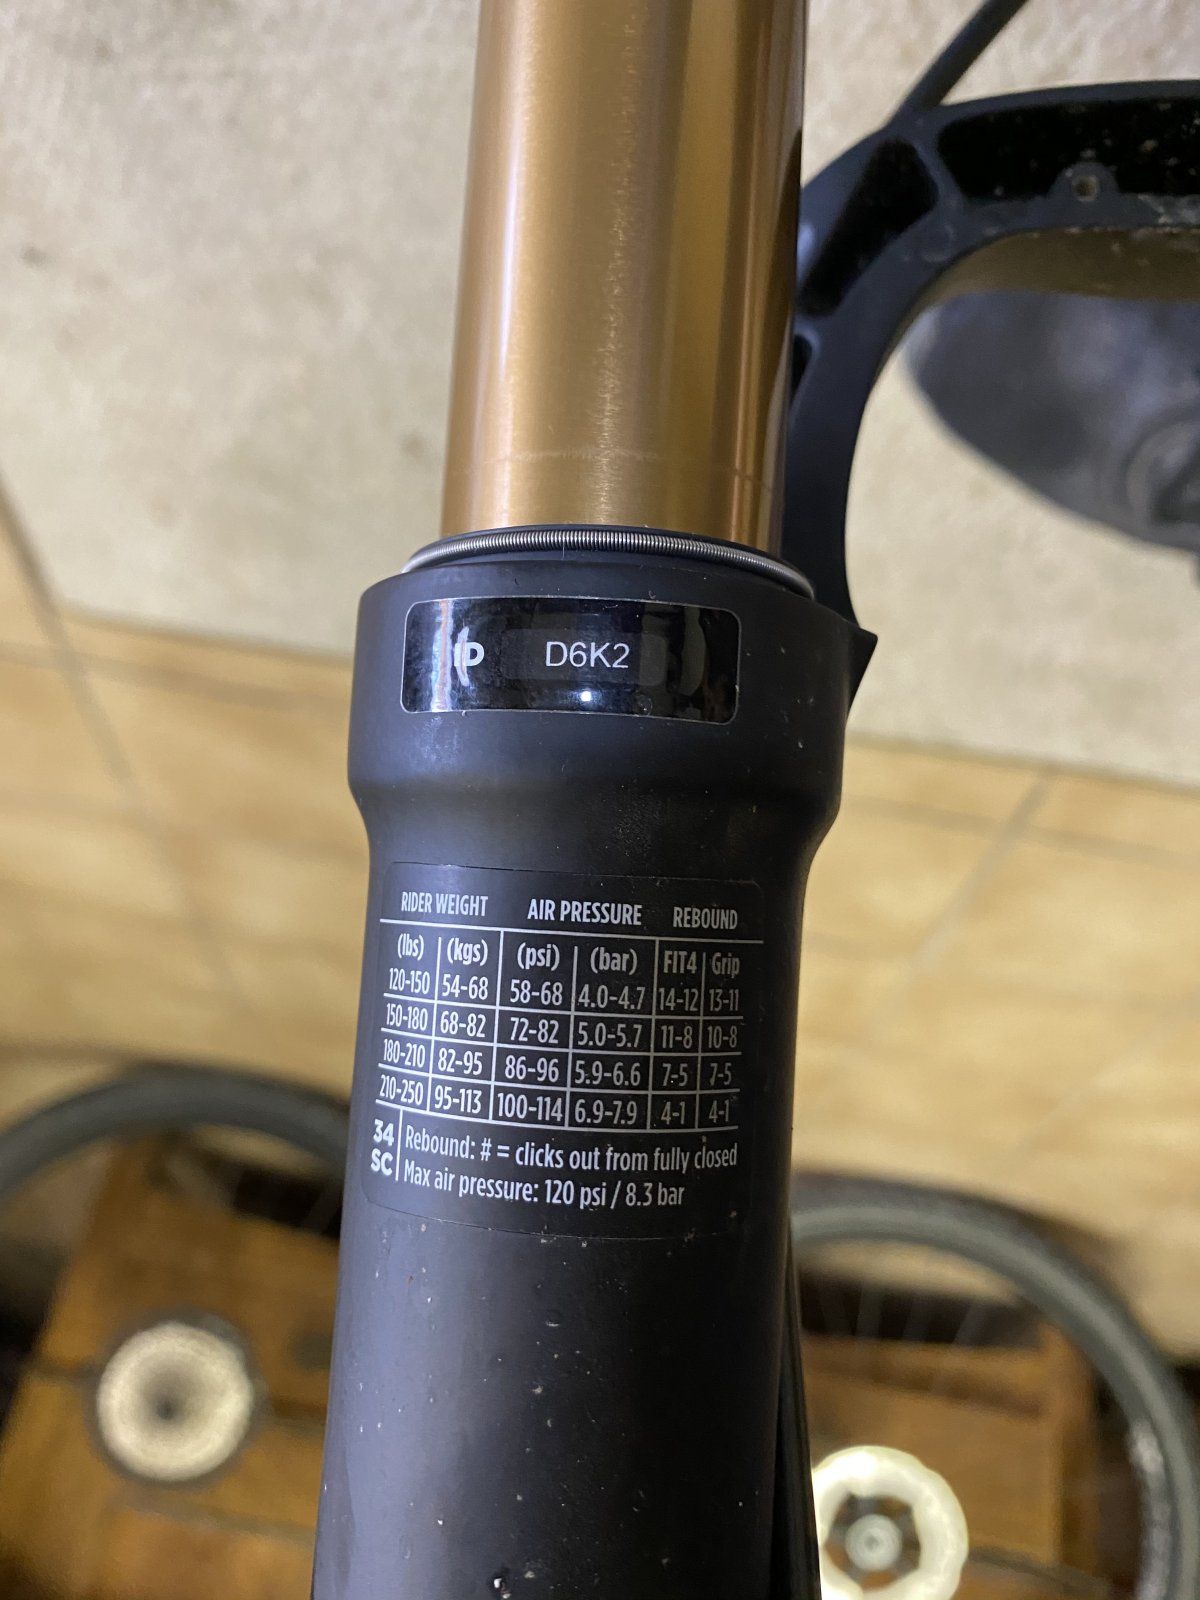 ID D6K2
RIDER WEIGHT AIR PRESSURE REBOUND
(lbs) (kgs) (psi) (bar) FIT4 Grip
120-150 54-68 58-68 4.0-4.7 14-12 13-11
150-180 68-82 72-82 5.0-5.7 11-8 10-8
180-210 82-95 86-96 5.9-6.6 7-5 7-5
210-250 95-113 100-114 6.9-7.9 4-1 4-1
34 SC
Rebound: # = clicks out from fully closed
Max air pressure: 120 psi / 8.3 bar